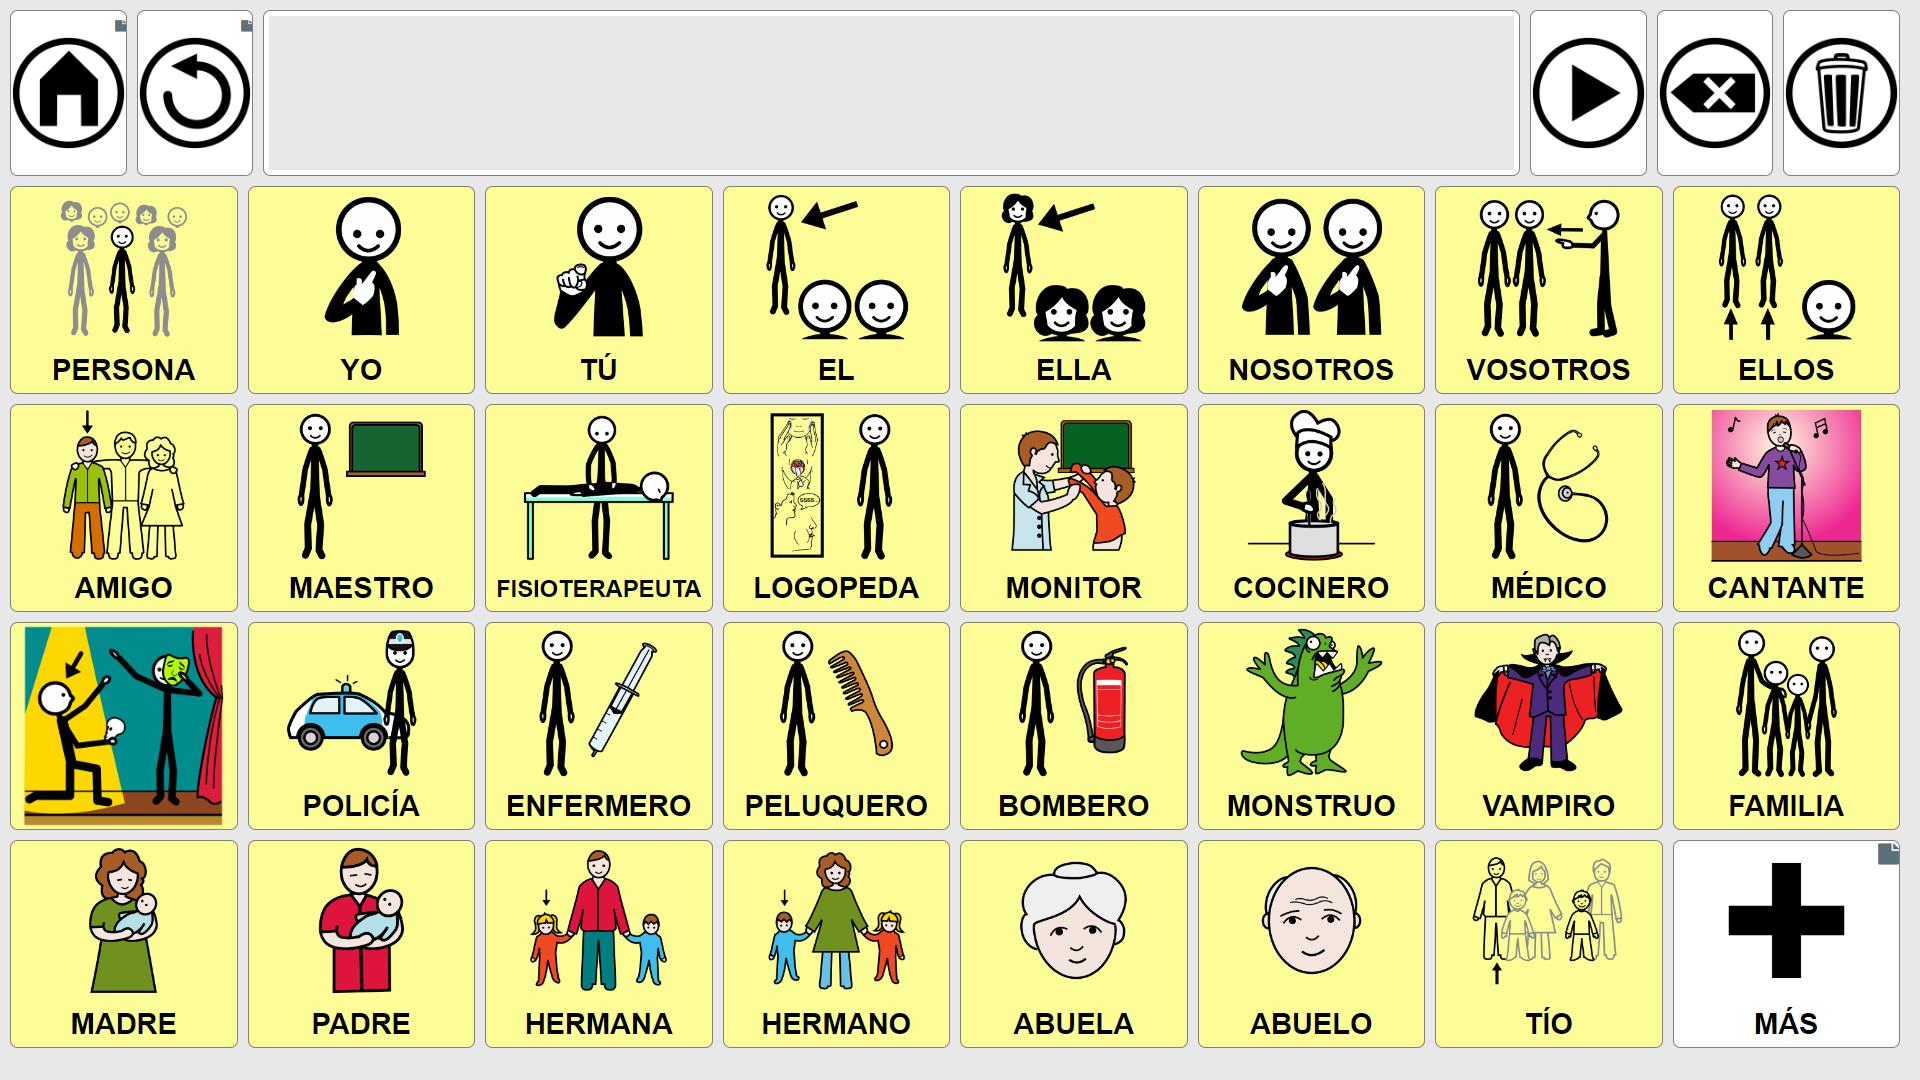 PERSONA
YO
TÚ
EL
ELLA
NOSOTROS
VOSOTROS
ELLOS
AMIGO
MAESTRO
FISIOTERAPEUTA
SSSS...
LOGOPEDA
MONITOR
COCINERO
MÉDICO
CANTANTE
POLICÍA
ENFERMERO
PELUQUERO
BOMBERO
MONSTRUO
VAMPIRO
FAMILIA
MADRE
PADRE
HERMANA
HERMANO
ABUELA
ABUELO
TÍO
MÁS